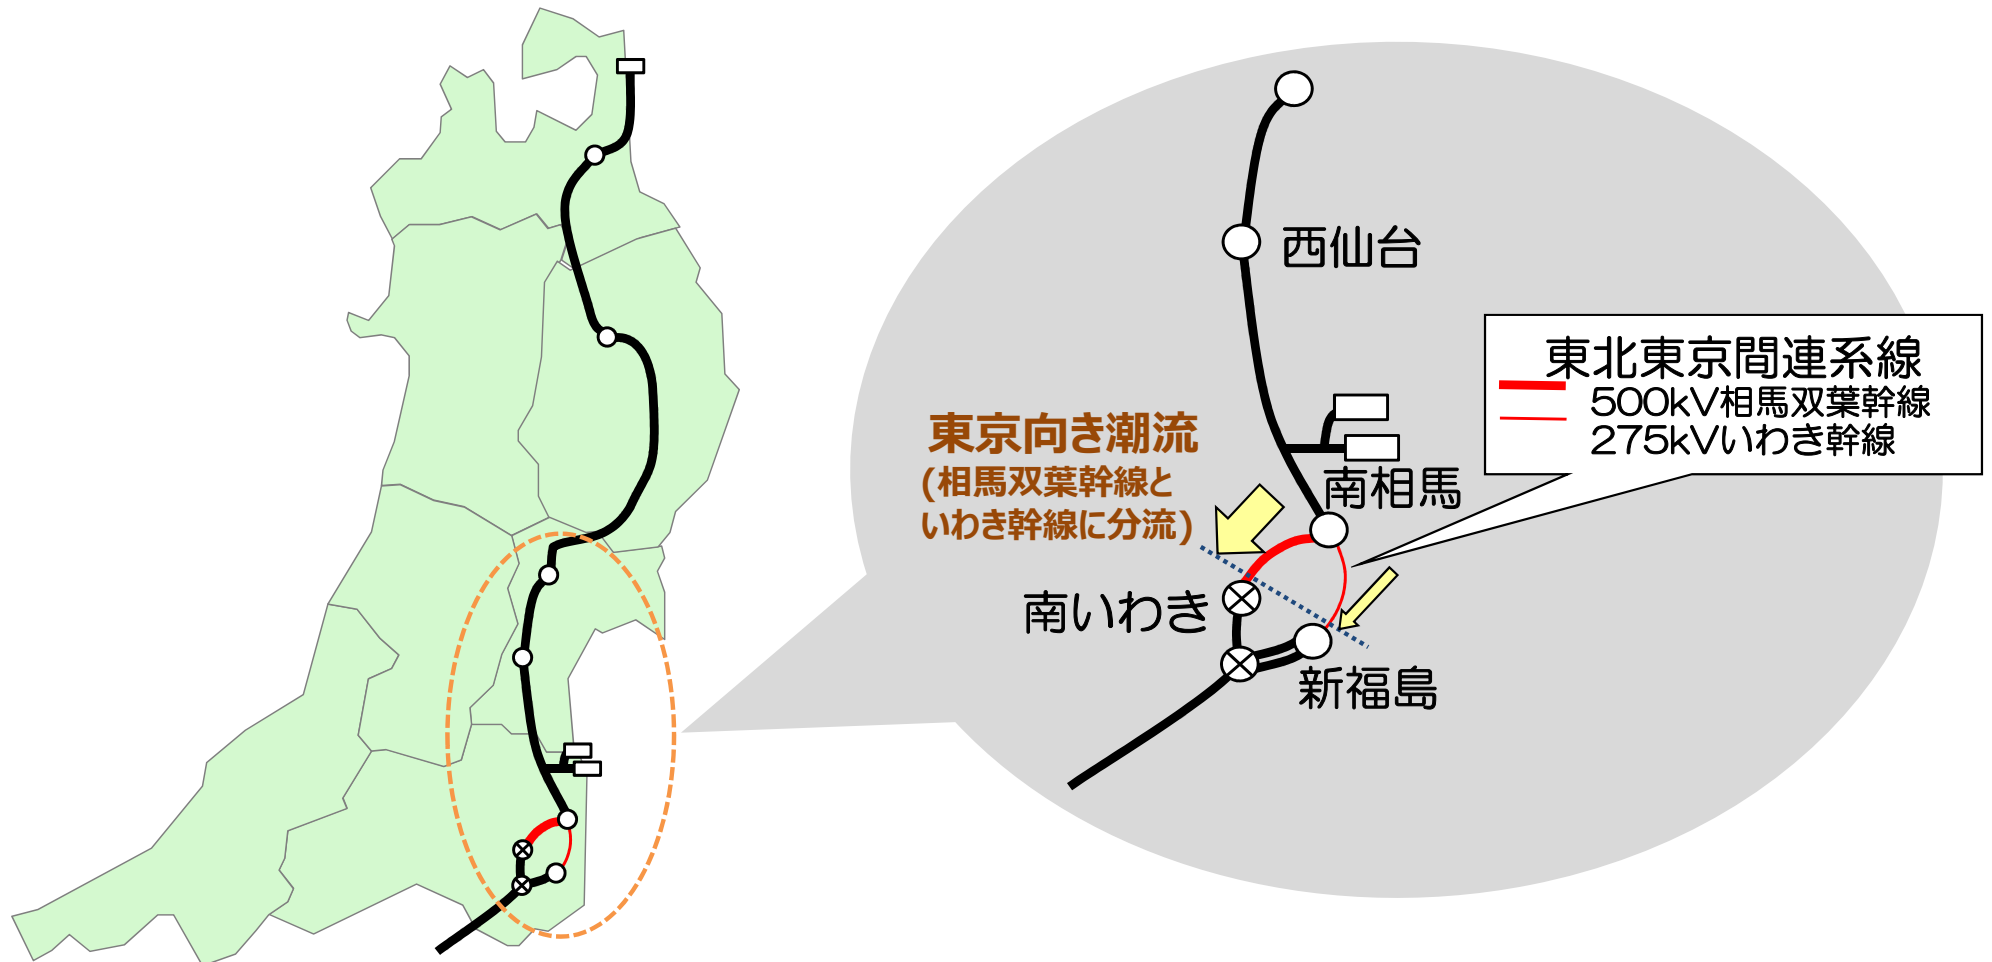 西仙台
東北東京間連系線
500kV相馬双葉幹線
275kVいわき幹線
東京向き潮流
(相馬双葉幹線と
いわき幹線に分流)
南相馬
南いわき
新福島